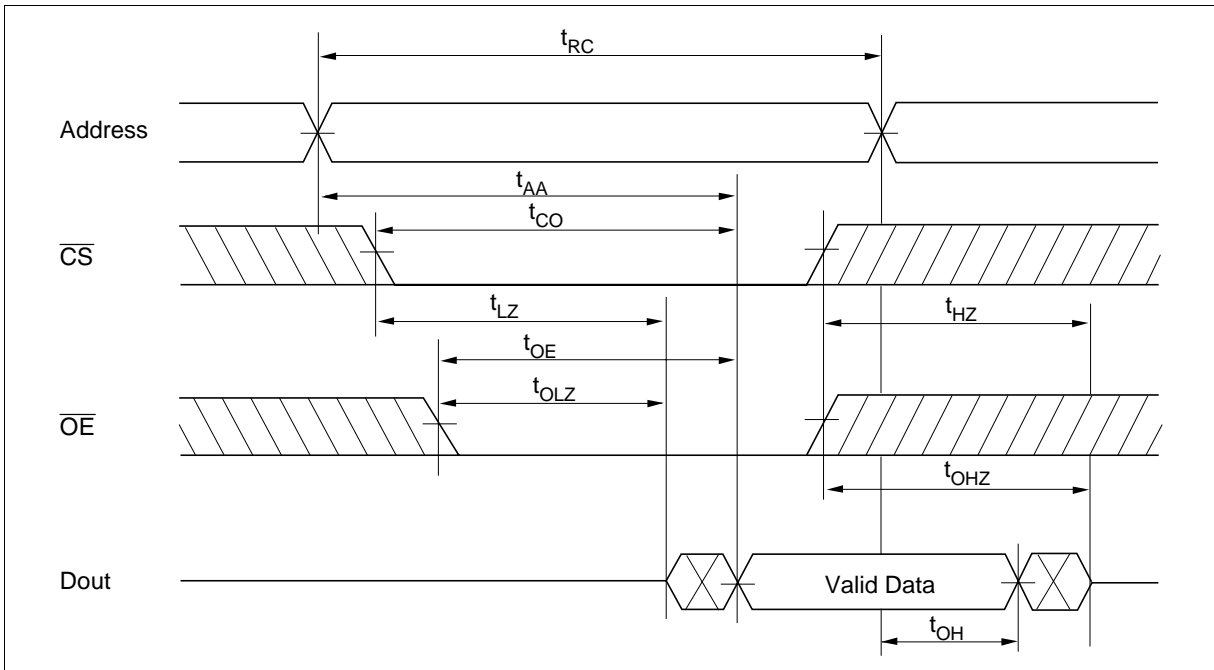 tRC
Address
tAA
tCO
CS
tLZ
tHZ
tOE
tOLZ
OE
tOHZ
Dout
Valid Data
tOH